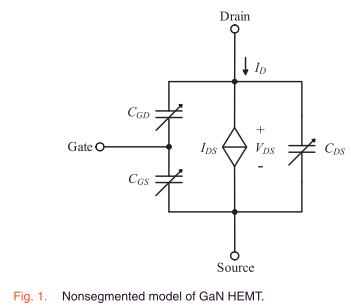 Drain
I_D
C_GD
Gate
I_DS
+
V_DS
-
C_DS
C_GS
Source
Fig. 1. Nonsegmented model of GaN HEMT.